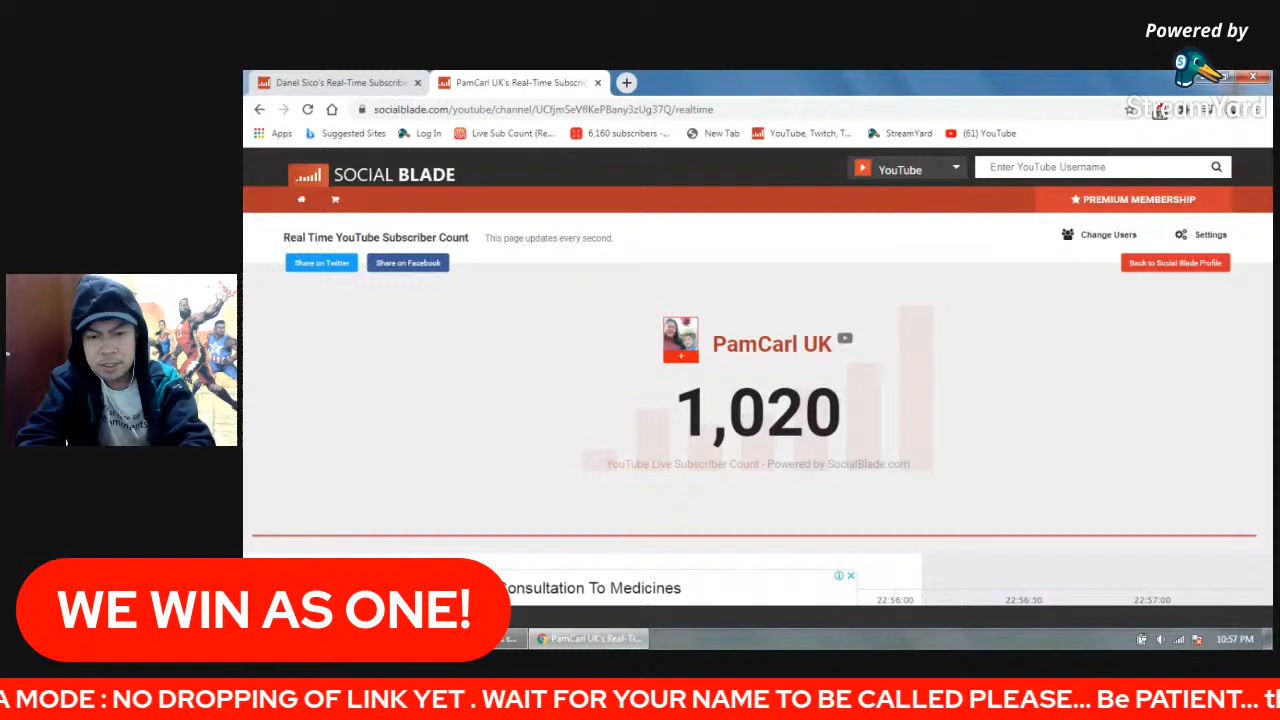 Powered by
StreamYard
Danel Sico's Real-Time Subscribe
PamCarl UK's Real-Time Subscri
socialblade.com/youtube/channel/UCfjmSeVflKePBany3zUg37Q/realtime
Apps
Suggested Sites
Log In
Live Sub Count (Re...
6,160 subscribers -...
New Tab
YouTube, Twitch, T...
StreamYard
(61) YouTube
SOCIAL BLADE
YouTube
Enter YouTube Username
PREMIUM MEMBERSHIP
Real Time YouTube Subscriber Count
This page updates every second.
Change Users
Settings
Share on Twitter
Share on Facebook
Back to Social Blade Profile
PamCarl UK
1,020
YouTube Live Subscriber Count - Powered by SocialBlade.com
onsultation To Medicines
22:56:00
22:56:30
22:57:00
WE WIN AS ONE!
s...
PamCarl UK's Real-Ti...
10:57 PM
A MODE : NO DROPPING OF LINK YET . WAIT FOR YOUR NAME TO BE CALLED PLEASE... Be PATIENT... t